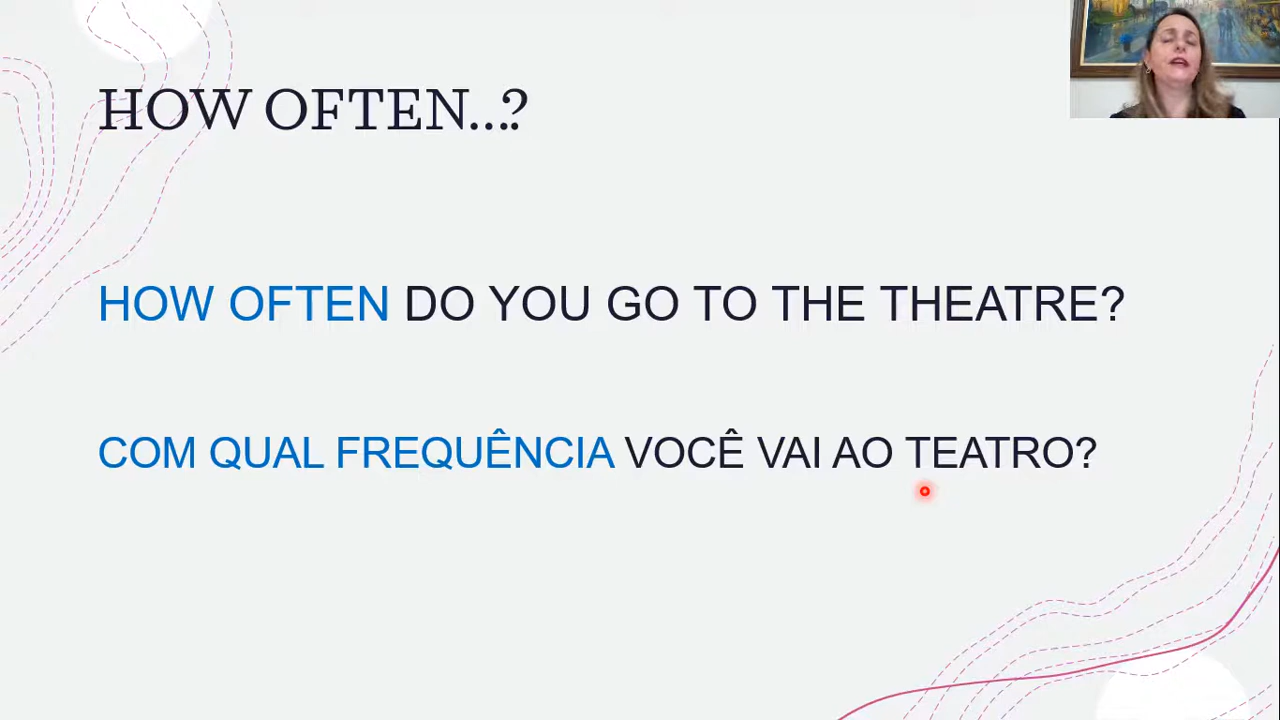 HOW OFTEN...?
HOW OFTEN DO YOU GO TO THE THEATRE?
COM QUAL FREQUÊNCIA VOCÊ VAI AO TEATRO?